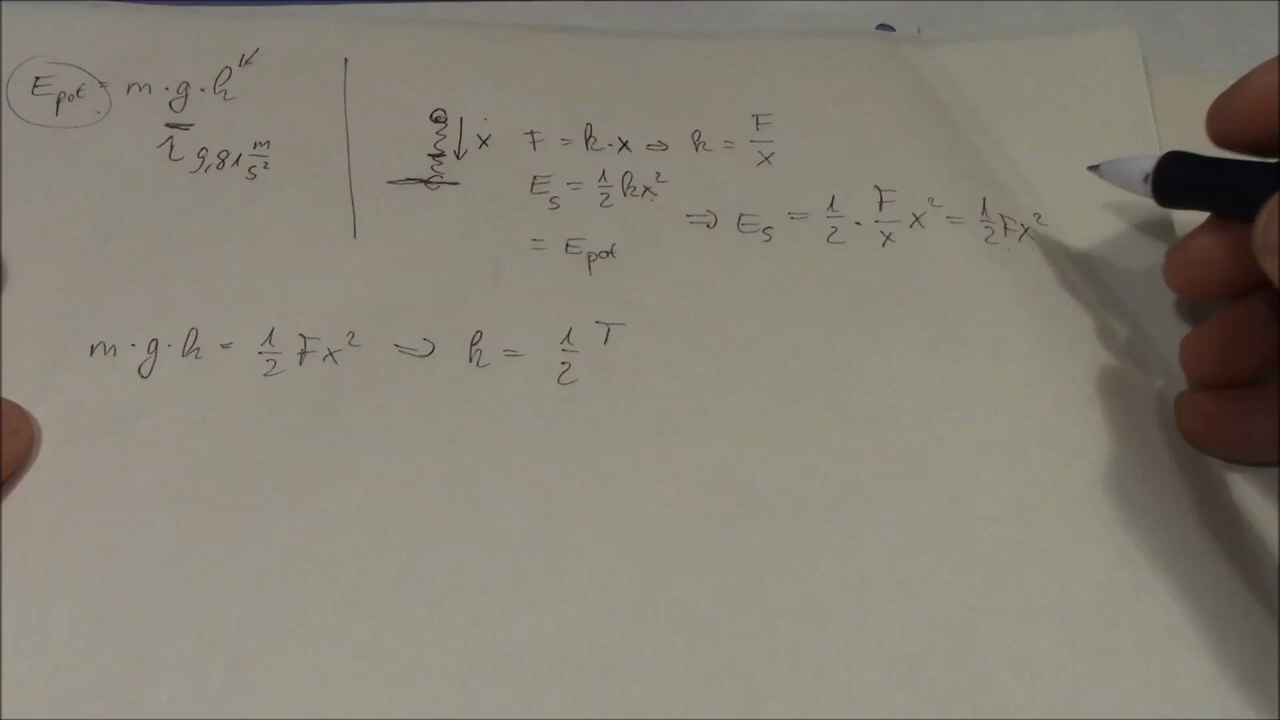 E_pot = m · g · h
9,81 m/s²
x
F = k · x ⇒ k = F/x
E_s = 1/2 kx²
⇒ E_s = 1/2 · F/x x² = 1/2 Fx²
= E_pot
m · g · h = 1/2 Fx² ⇒ h = 1/2